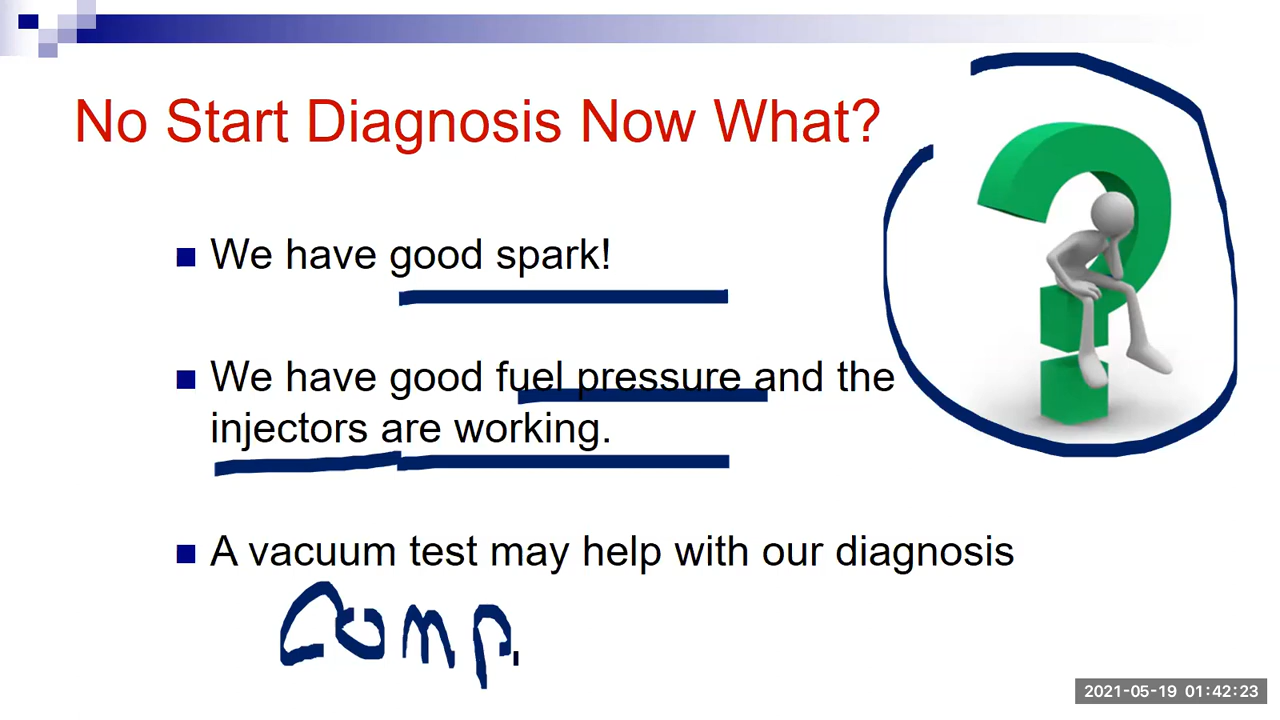 No Start Diagnosis Now What?
We have good spark!
We have good fuel pressure and the
injectors are working.
A vacuum test may help with our diagnosis
Comp
2021-05-19 01:42:23